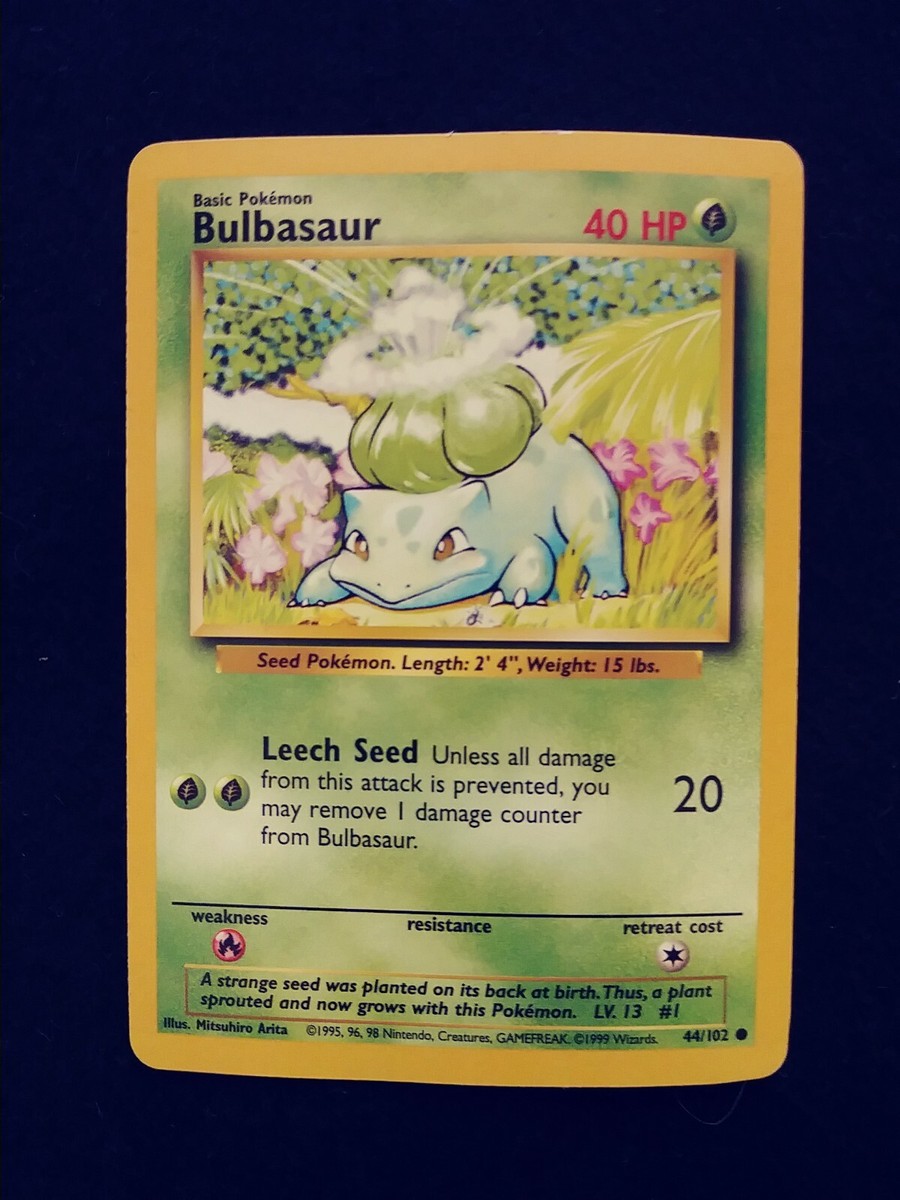 Basic Pokémon
Bulbasaur
40 HP
Seed Pokémon. Length: 2' 4", Weight: 15 lbs.
Leech Seed Unless all damage
from this attack is prevented, you
may remove 1 damage counter
from Bulbasaur.
20
weakness
resistance
retreat cost
A strange seed was planted on its back at birth. Thus, a plant
sprouted and now grows with this Pokémon. LV. 13 #1
Illus. Mitsuhiro Arita ©1995, 96, 98 Nintendo, Creatures, GAMEFREAK. ©1999 Wizards. 44/102